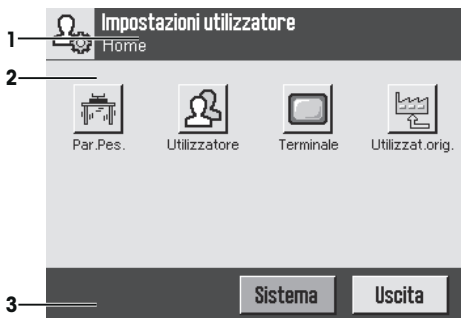 Impostazioni utilizzatore
1
Home
2
Par.Pes.
Utilizzatore
Terminale
Utilizzat.orig.
3
Sistema
Uscita